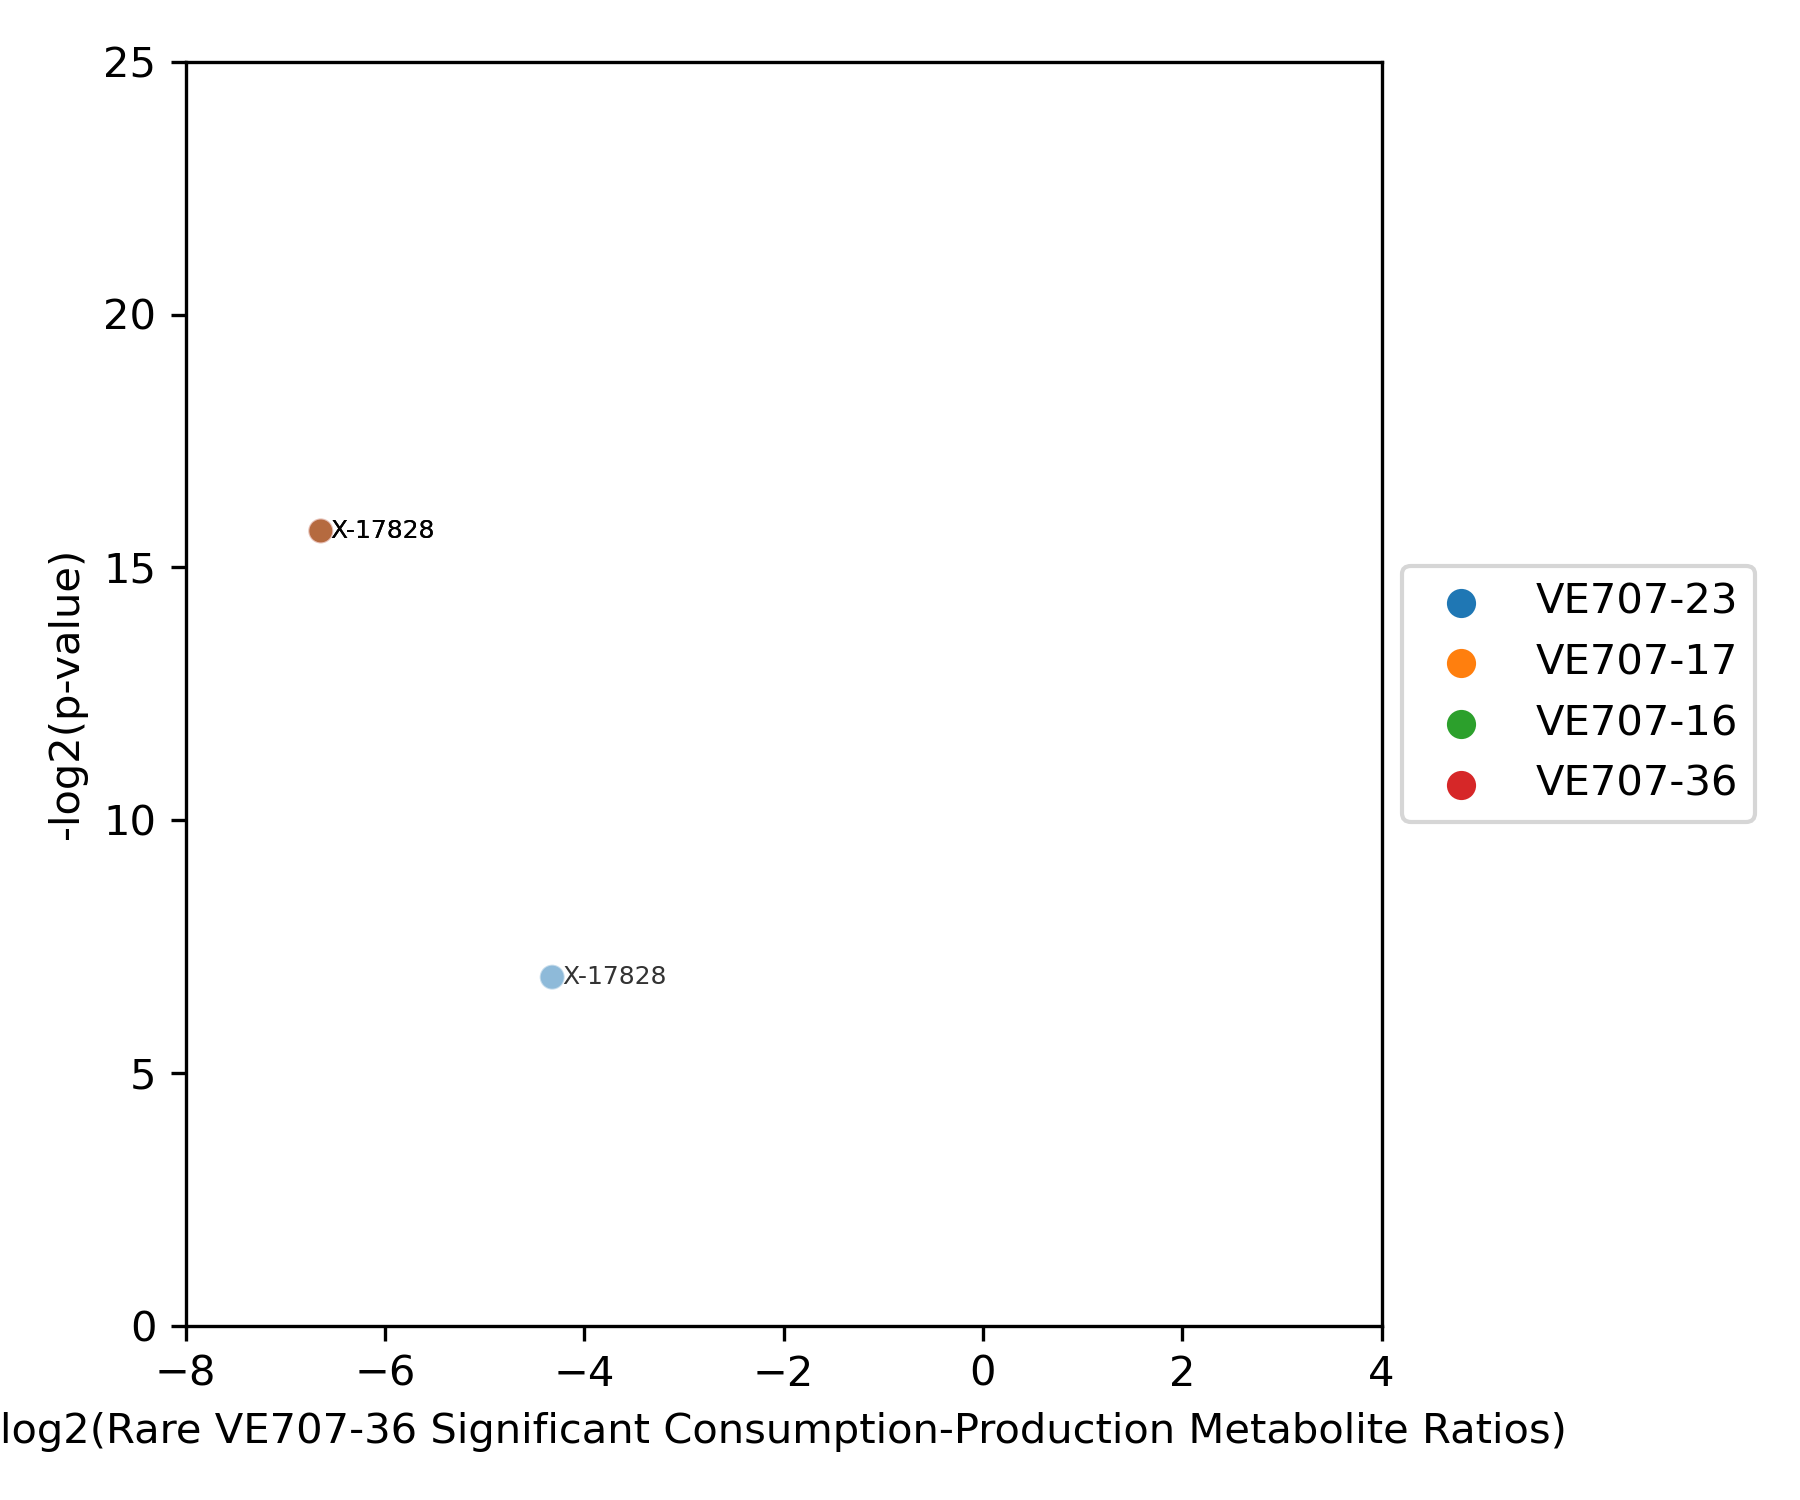 25
20
15
10
5
0
-log2(p-value)
X-17828
X-17828
VE707-23
VE707-17
VE707-16
VE707-36
−8
−6
−4
−2
0
2
4
log2(Rare VE707-36 Significant Consumption-Production Metabolite Ratios)